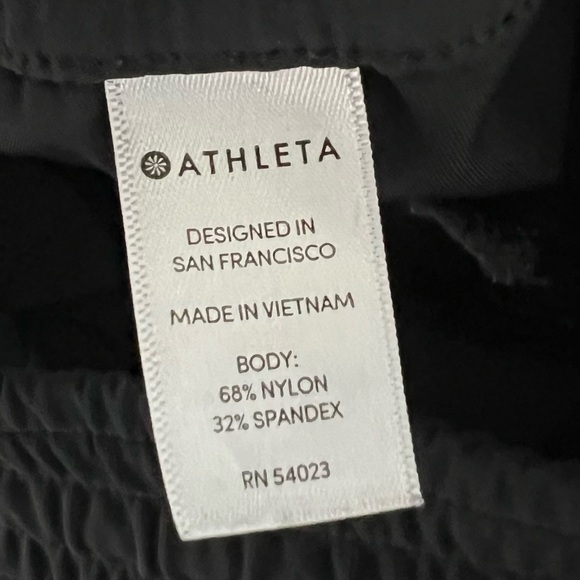 ATHLETA
DESIGNED IN
SAN FRANCISCO
MADE IN VIETNAM
BODY:
68% NYLON
32% SPANDEX
RN 54023